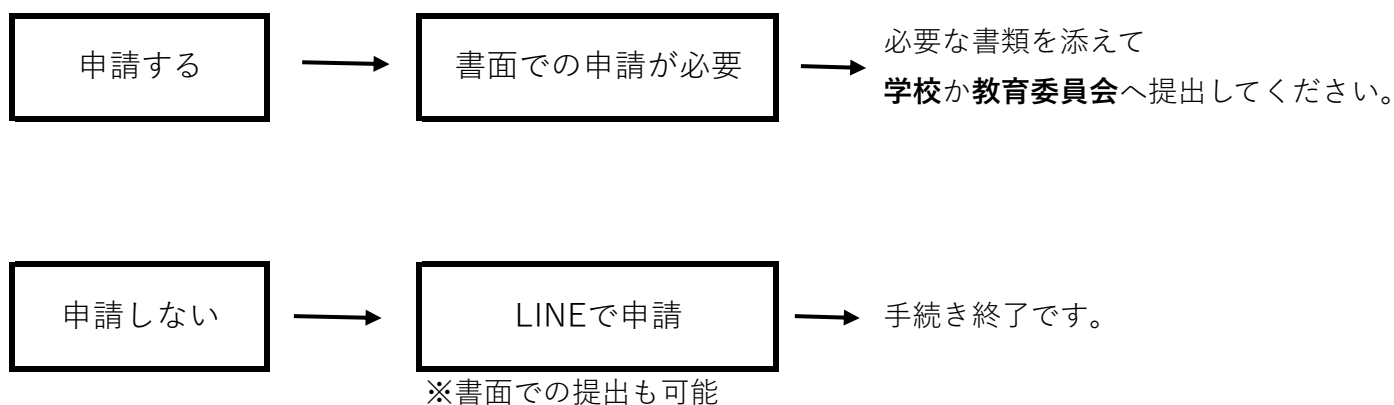 申請する
書面での申請が必要
必要な書類を添えて
学校か教育委員会へ提出してください。
申請しない
LINEで申請
手続き終了です。
※書面での提出も可能